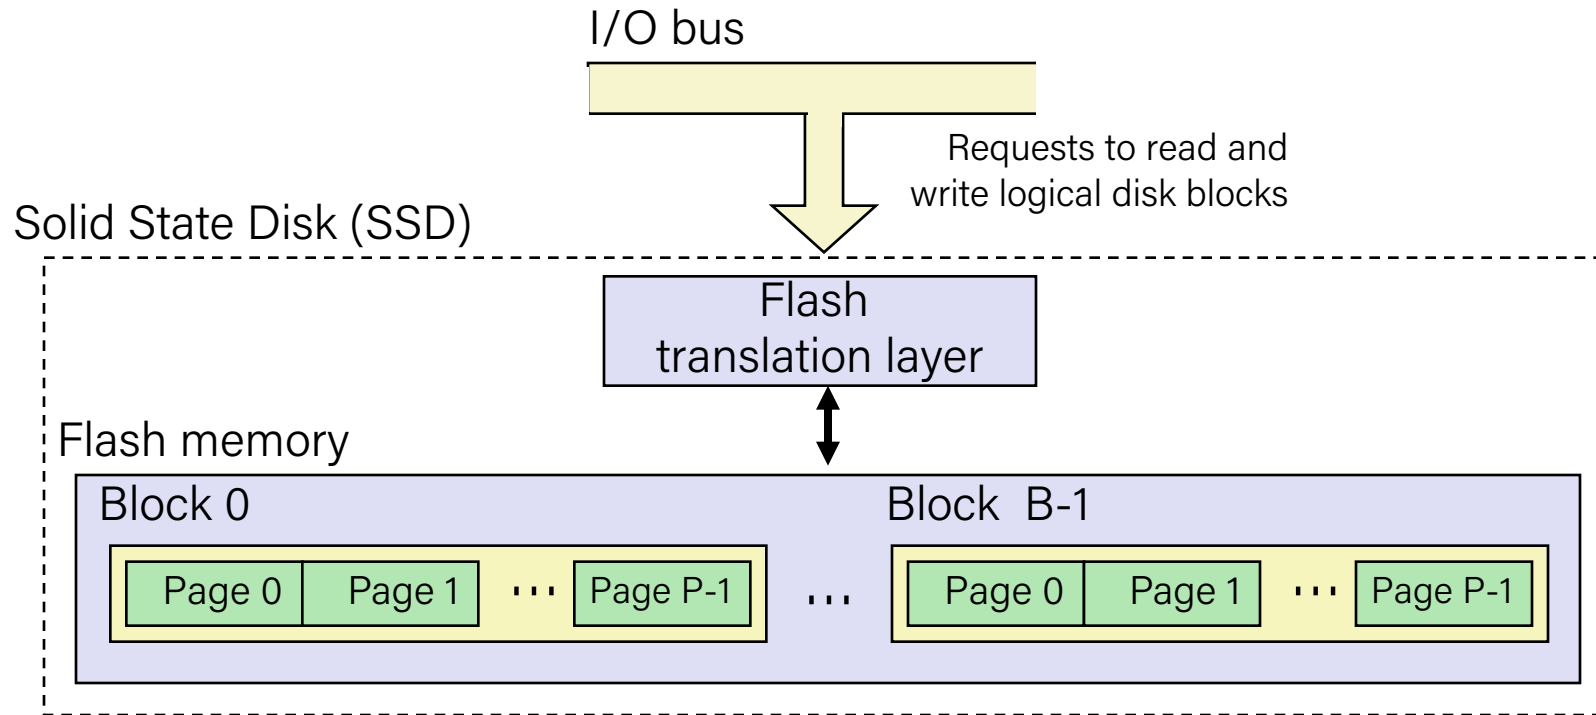 I/O bus
Requests to read and
write logical disk blocks
Solid State Disk (SSD)
Flash
translation layer
Flash memory
Block 0
Block B-1
Page 0 Page 1 ... Page P-1 ... Page 0 Page 1 ... Page P-1